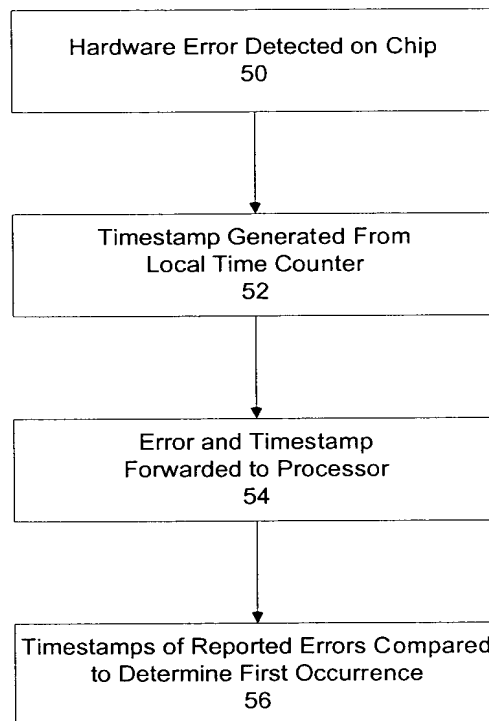 Hardware Error Detected on Chip
50
Timestamp Generated From
Local Time Counter
52
Error and Timestamp
Forwarded to Processor
54
Timestamps of Reported Errors Compared
to Determine First Occurrence
56